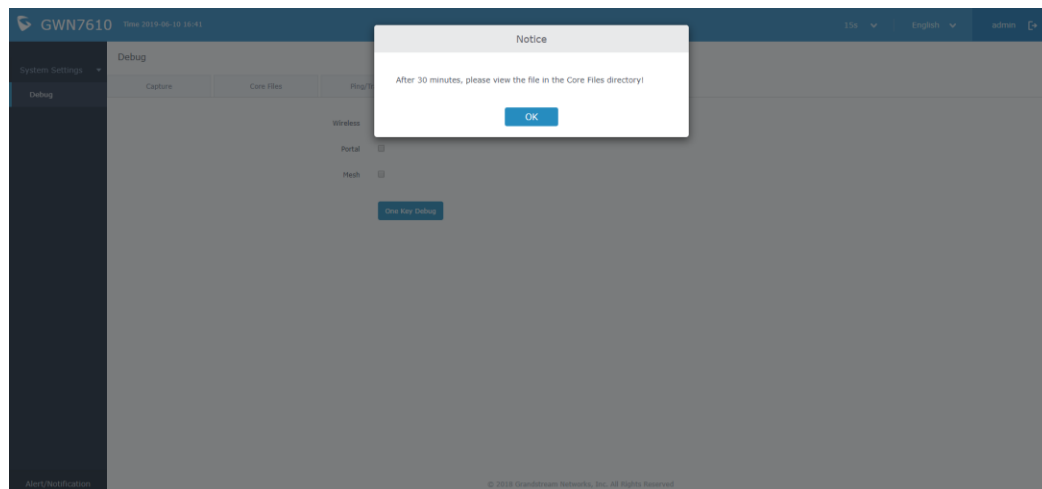 GWN7610 Time 2019-06-10 16:41
15s English admin
Notice
After 30 minutes, please view the file in the Core Files directory!
OK
System Settings
Debug
Alert/Notification
Debug
Capture Core Files Ping/Tr
Wireless
Portal
Mesh
One Key Debug
© 2019 Grandstream Networks, Inc. All Rights Reserved